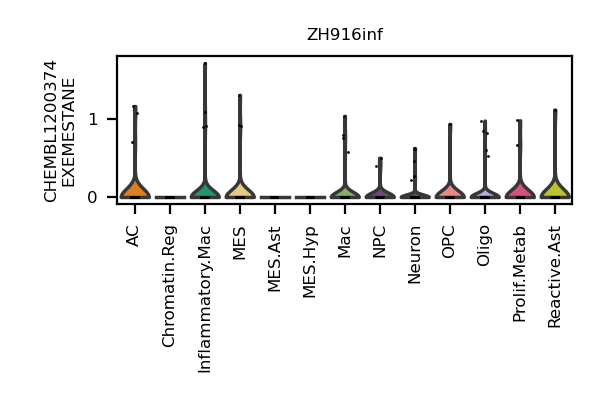 ZH916inf
CHEMBL1200374
EXEMESTANE
1
0
AC
Chromatin.Reg
Inflammatory.Mac
MES
MES.Ast
MES.Hyp
Mac
NPC
Neuron
OPC
Oligo
Prolif.Metab
Reactive.Ast